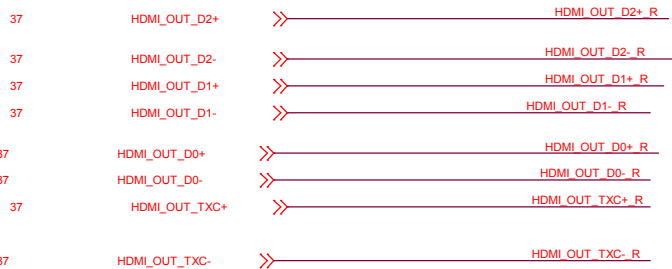 37 HDMI_OUT_D2+ HDMI_OUT_D2+_R
37 HDMI_OUT_D2- HDMI_OUT_D2-_R
37 HDMI_OUT_D1+ HDMI_OUT_D1+_R
37 HDMI_OUT_D1- HDMI_OUT_D1-_R
37 HDMI_OUT_D0+ HDMI_OUT_D0+_R
37 HDMI_OUT_D0- HDMI_OUT_D0-_R
37 HDMI_OUT_TXC+ HDMI_OUT_TXC+_R
37 HDMI_OUT_TXC- HDMI_OUT_TXC-_R